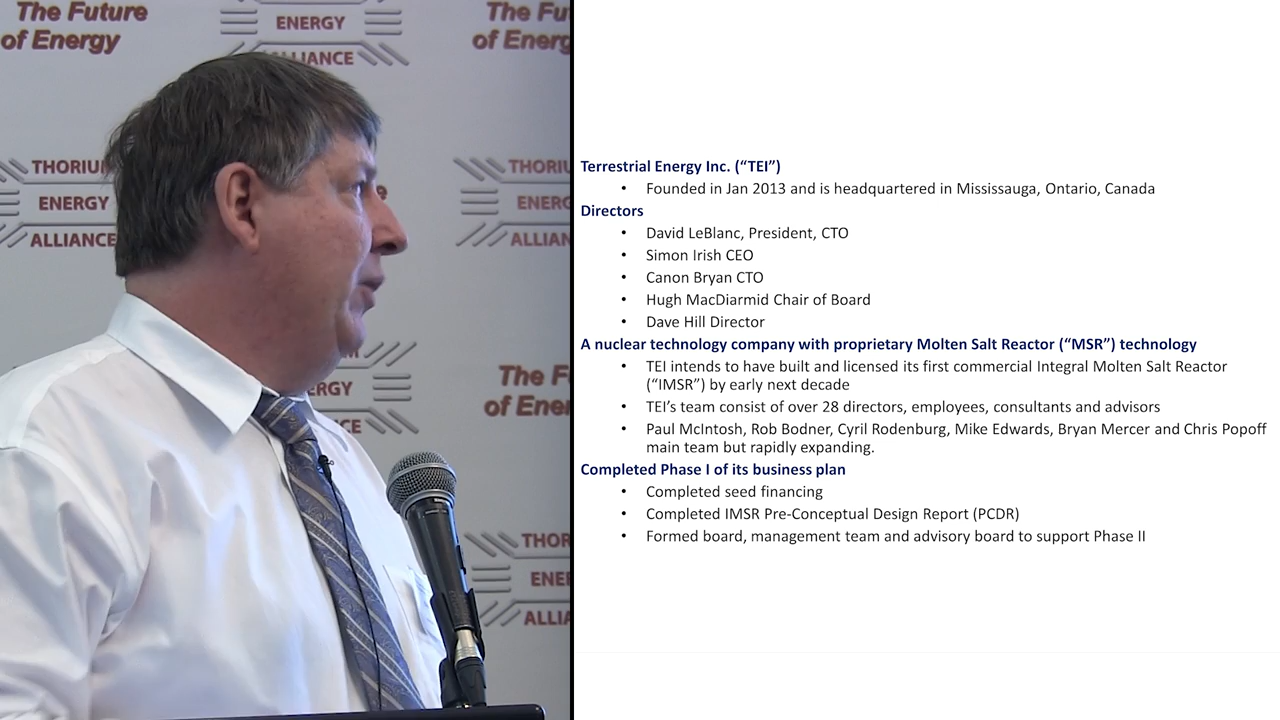 The Future
of Energy
ENERGY
ALLIANCE
The Future
of Energ
THORIUM
ENERGY
ALLIANCE
THORIU
ENERG
ALLIAN
ERGY
CE
The F
of Ener
THOR
ENE
ALLIA
Terrestrial Energy Inc. (“TEI”)
• Founded in Jan 2013 and is headquartered in Mississauga, Ontario, Canada
Directors
• David LeBlanc, President, CTO
• Simon Irish CEO
• Canon Bryan CTO
• Hugh MacDiarmid Chair of Board
• Dave Hill Director
A nuclear technology company with proprietary Molten Salt Reactor (“MSR”) technology
• TEI intends to have built and licensed its first commercial Integral Molten Salt Reactor
(“IMSR”) by early next decade
• TEI’s team consist of over 28 directors, employees, consultants and advisors
• Paul McIntosh, Rob Bodner, Cyril Rodenburg, Mike Edwards, Bryan Mercer and Chris Popoff
main team but rapidly expanding.
Completed Phase I of its business plan
• Completed seed financing
• Completed IMSR Pre-Conceptual Design Report (PCDR)
• Formed board, management team and advisory board to support Phase II